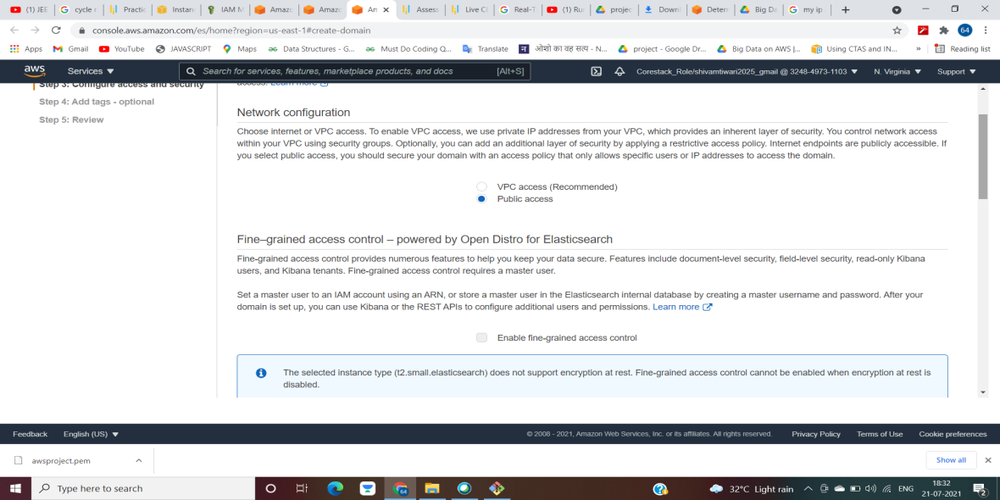 (1) JEE
cycle r
Practic
Instan
IAM M
Amazo
Amazo
Am
Assess
Live Cl
Real-T
(1) Ru
projec
Downl
Deterr
Big Da
my ip
console.aws.amazon.com/es/home?region=us-east-1#create-domain
64
Apps
Gmail
YouTube
JAVASCRIPT
Maps
Data Structures - G...
Must Do Coding Q...
Translate
ओशो का वह सत्य - N...
project - Google Dr...
Big Data on AWS |...
Using CTAS and IN...
»
Reading list
aws
Services
Search for services, features, marketplace products, and docs
[Alt+S]
Corestack_Role/shivamtiwari2025_gmail @ 3248-4973-1103
N. Virginia
Support
Step 3: Configure access and security
Step 4: Add tags - optional
Step 5: Review
access. Learn more
Network configuration
Choose internet or VPC access. To enable VPC access, we use private IP addresses from your VPC, which provides an inherent layer of security. You control network access
within your VPC using security groups. Optionally, you can add an additional layer of security by applying a restrictive access policy. Internet endpoints are publicly accessible. If
you select public access, you should secure your domain with an access policy that only allows specific users or IP addresses to access the domain.
VPC access (Recommended)
Public access
Fine–grained access control – powered by Open Distro for Elasticsearch
Fine-grained access control provides numerous features to help you keep your data secure. Features include document-level security, field-level security, read-only Kibana
users, and Kibana tenants. Fine-grained access control requires a master user.
Set a master user to an IAM account using an ARN, or store a master user in the Elasticsearch internal database by creating a master username and password. After your
domain is set up, you can use Kibana or the REST APIs to configure additional users and permissions. Learn more
Enable fine-grained access control
The selected instance type (t2.small.elasticsearch) does not support encryption at rest. Fine-grained access control cannot be enabled when encryption at rest is
disabled.
Feedback
English (US)
© 2008 - 2021, Amazon Web Services, Inc. or its affiliates. All rights reserved.
Privacy Policy
Terms of Use
Cookie preferences
awsproject.pem
Show all
Type here to search
32°C Light rain
ENG
18:32
21-07-2021
2